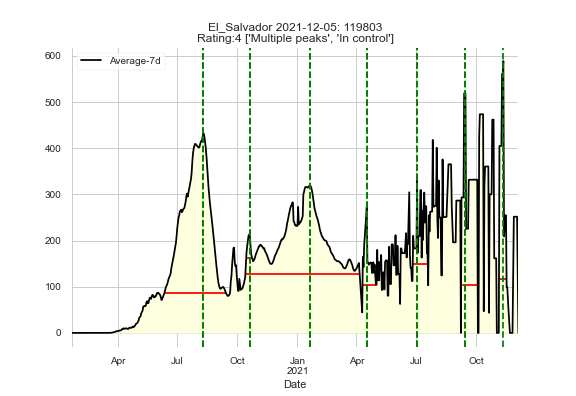 El_Salvador 2021-12-05: 119803
Rating:4 ['Multiple peaks', 'In control']
600
500
400
300
200
100
0
Average-7d
Apr Jul Oct Jan Apr Jul Oct
2021
Date